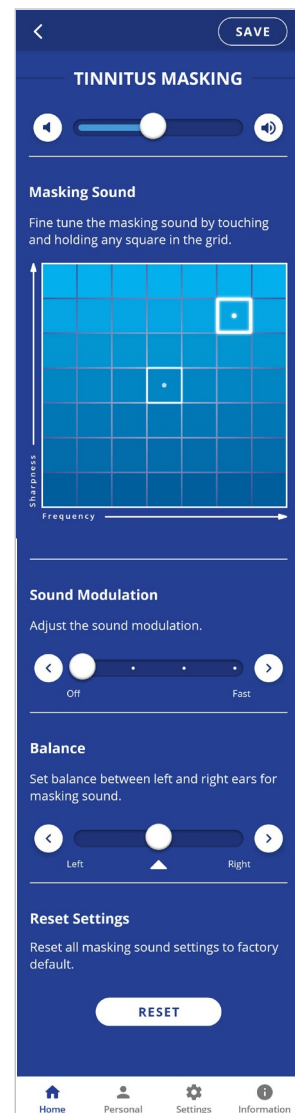 SAVE
TINNITUS MASKING
Masking Sound
Fine tune the masking sound by touching
and holding any square in the grid.
Sharpness
Frequency
Sound Modulation
Adjust the sound modulation.
Off
Fast
Balance
Set balance between left and right ears for
masking sound.
Left
Right
Reset Settings
Reset all masking sound settings to factory
default.
RESET
Home
Personal
Settings
Information